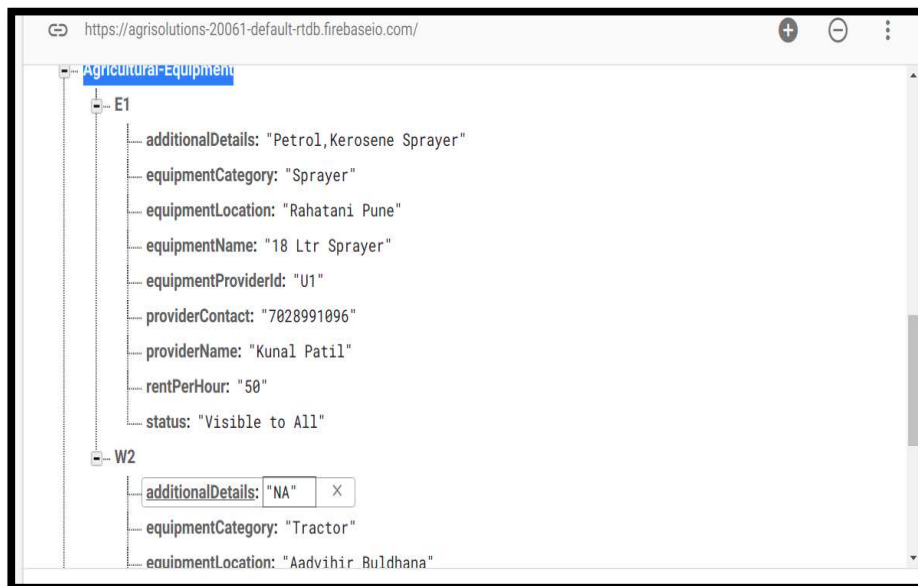 https://agrisolutions-20061-default-rtdb.firebaseio.com/
Agricultural-Equipment
E1
additionalDetails: "Petrol,Kerosene Sprayer"
equipmentCategory: "Sprayer"
equipmentLocation: "Rahatani Pune"
equipmentName: "18 Ltr Sprayer"
equipmentProviderId: "U1"
providerContact: "7028991096"
providerName: "Kunal Patil"
rentPerHour: "50"
status: "Visible to All"
W2
additionalDetails: "NA"
equipmentCategory: "Tractor"
equipmentLocation: "Aadvihir Buldhana"